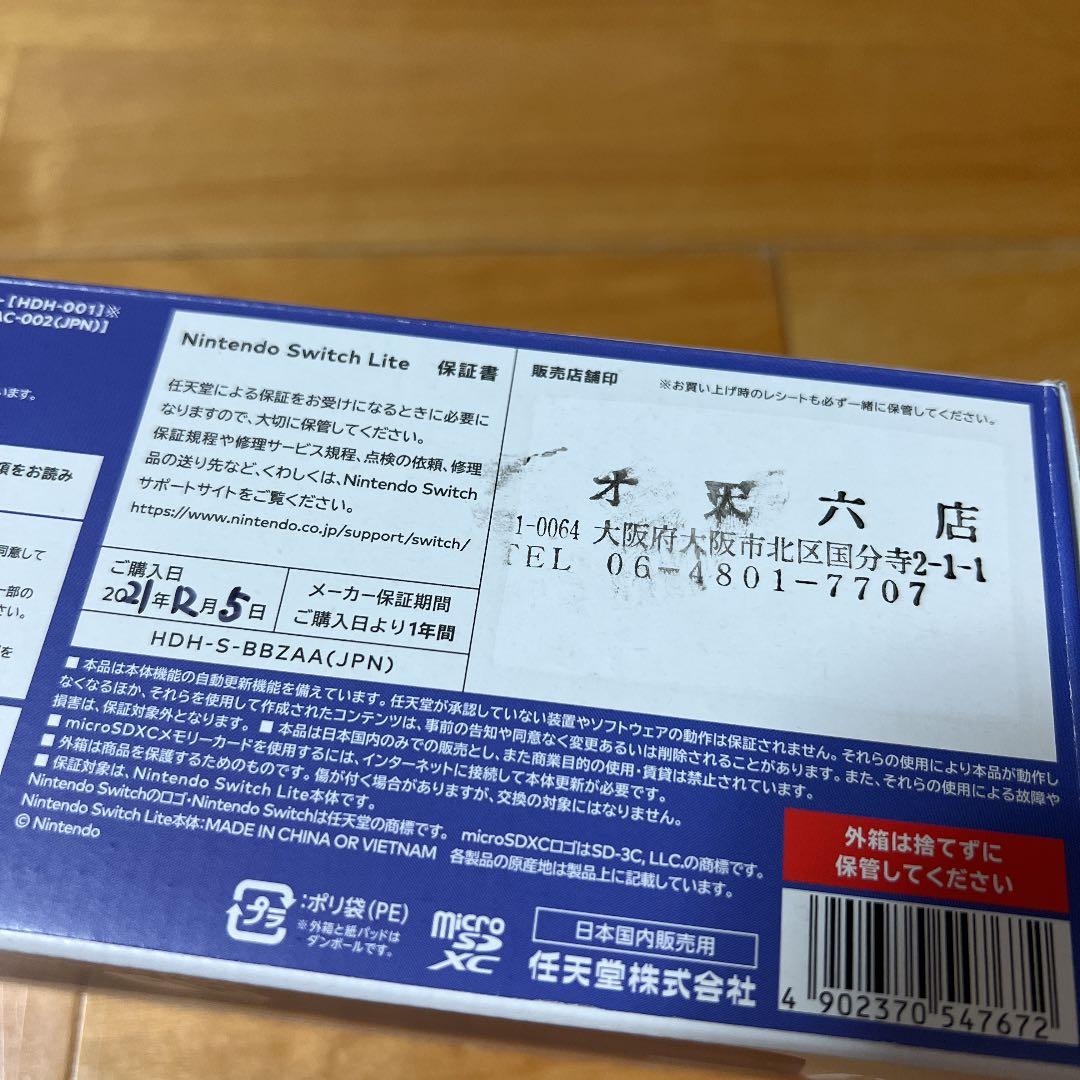 [HDH-001]※
AC-002(JPN)]
います。
項をお読み
同意して
一部の
さい。
を
Nintendo Switch Lite 保証書
任天堂による保証をお受けになるときに必要に
なりますので、大切に保管してください。
保証規程や修理サービス規程、点検の依頼、修理
品の送り先など、くわしくは、Nintendo Switch
サポートサイトをご覧ください。
https://www.nintendo.co.jp/support/switch/
ご購入日
2021年12月5日
メーカー保証期間
ご購入日より1年間
HDH-S-BBZAA(JPN)
販売店舗印
※お買い上げ時のレシートも必ず一緒に保管してください。
六店
1-0064 大阪府大阪市北区国分寺2-1-1
TEL 06-4801-7707
■ 本品は本体機能の自動更新機能を備えています。任天堂が承認していない装置やソフトウェアの動作は保証されません。それらの使用により本品が動作し
なくなるほか、それらを使用して作成されたコンテンツは、事前の告知や同意なく変更あるいは削除されることがあります。また、それらの使用による故障や
損害は、保証対象外となります。 ■ 本品は日本国内のみでの販売とし、また商業目的の使用・賃貸は禁止されています。
■ microSDXCメモリーカードを使用するには、インターネットに接続して本体更新が必要です。
■ 外箱は商品を保護するためのものです。傷が付く場合がありますが、交換の対象にはなりません。
■ 保証対象は、Nintendo Switch Lite本体です。
Nintendo Switchのロゴ・Nintendo Switchは任天堂の商標です。 microSDXCロゴはSD-3C, LLC.の商標です。
Nintendo Switch Lite本体:MADE IN CHINA OR VIETNAM 各製品の原産地は製品上に記載しています。
© Nintendo
プラ
:ポリ袋(PE)
※外箱と紙パッドは
ダンボールです。
micro
SD
XC
日本国内販売用
任天堂株式会社
外箱は捨てずに
保管してください
4 902370 547672